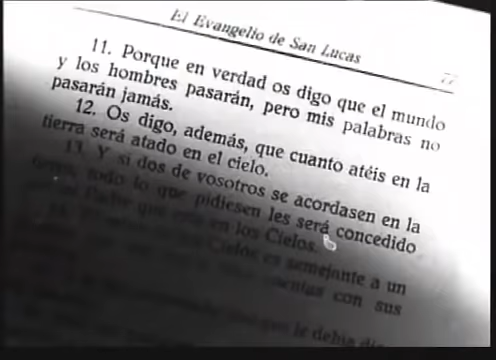 El Evangelio de San Lucas
77
11. Porque en verdad os digo que el mundo
y los hombres pasarán, pero mis palabras no
pasarán jamás.
12. Os digo, además, que cuanto atéis en la
tierra será atado en el cielo.
13. Y si dos de vosotros se acordasen en la
tierra, todo lo que pidiesen les será concedido
Padre que está en los Cielos.
Cielos es semejante a un
cuentas con sus
le debía